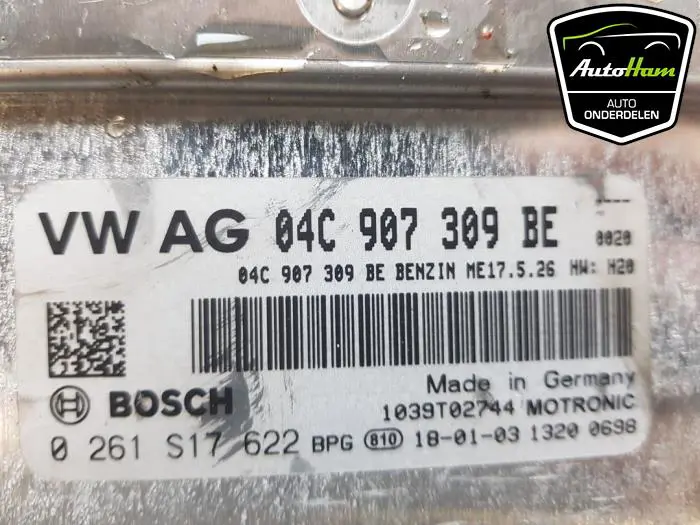 AutoHam
AUTO
ONDERDELEN
VW AG 04C 907 309 BE
0020
04C 907 309 BE BENZIN ME17.5.26 HW: H20
Made in Germany
BOSCH
1039T02744 MOTRONIC
0 261 S17 622 BPG 810 18-01-03 1320 0698